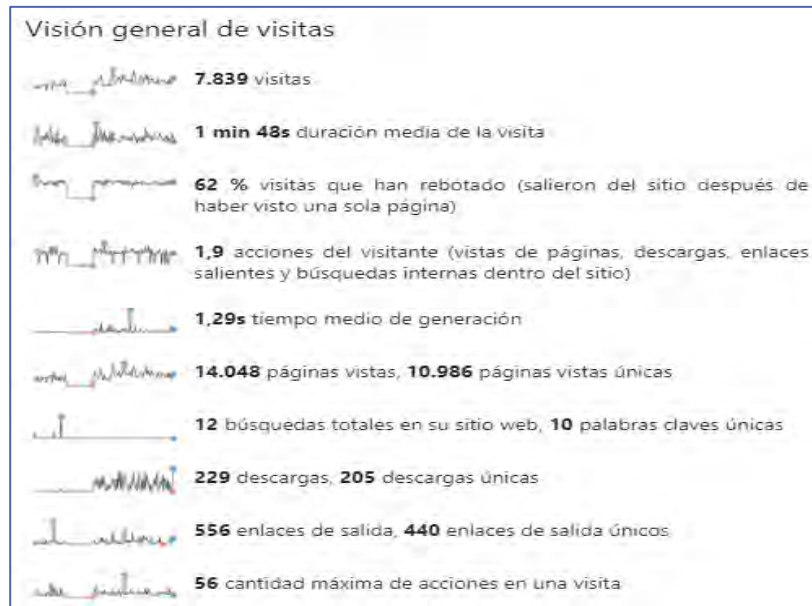 Visión general de visitas
7.839 visitas
1 min 48s duración media de la visita
62 % visitas que han rebotado (salieron del sitio después de
haber visto una sola página)
1,9 acciones del visitante (vistas de páginas, descargas, enlaces
salientes y búsquedas internas dentro del sitio)
1,29s tiempo medio de generación
14.048 páginas vistas, 10.986 páginas vistas únicas
12 búsquedas totales en su sitio web, 10 palabras claves únicas
229 descargas, 205 descargas únicas
556 enlaces de salida, 440 enlaces de salida únicos
56 cantidad máxima de acciones en una visita